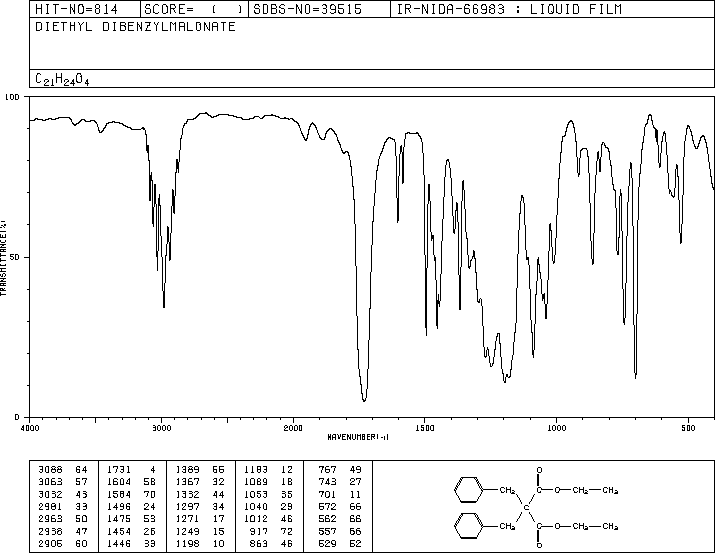 HIT-NO=814 SCORE= ( ) SDBS-NO=39515 IR-NIDA-66983 : LIQUID FILM
DIETHYL DIBENZYLMALONATE
C21H24O4
100
50
0
TRANSMITTANCE(%)
4000 3000 2000 1500 1000 500
WAVENUMBER(-1)
3088 64 1731 4 1389 55 1183 12 767 49
3063 57 1604 58 1367 32 1089 18 743 27
3032 43 1584 70 1332 44 1053 35 701 11
2981 33 1496 24 1297 34 1040 29 672 66
2963 50 1475 53 1271 17 1012 46 562 66
2938 47 1454 26 1249 15 917 72 557 66
2905 60 1446 33 1198 10 863 46 529 52
O
CH2 C O CH2 CH3
C
CH2 C O CH2 CH3
O